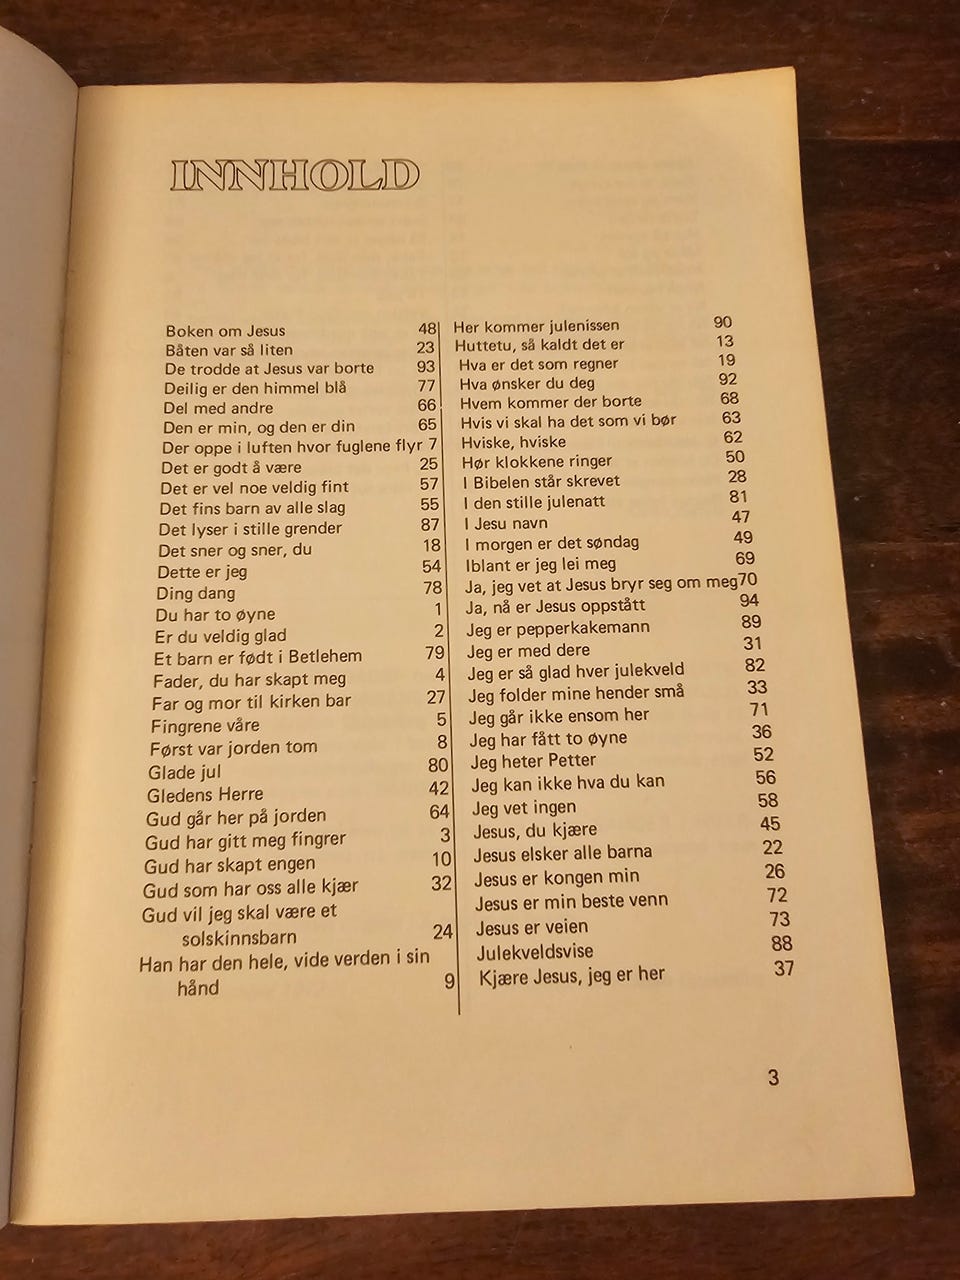 INNHOLD
Boken om Jesus 48
Båten var så liten 23
De trodde at Jesus var borte 93
Deilig er den himmel blå 77
Del med andre 66
Den er min, og den er din 65
Der oppe i luften hvor fuglene flyr 7
Det er godt å være 25
Det er vel noe veldig fint 57
Det fins barn av alle slag 55
Det lyser i stille grender 87
Det sner og sner, du 18
Dette er jeg 54
Ding dang 78
Du har to øyne 1
Er du veldig glad 2
Et barn er født i Betlehem 79
Fader, du har skapt meg 4
Far og mor til kirken bar 27
Fingrene våre 5
Først var jorden tom 8
Glade jul 80
Gledens Herre 42
Gud går her på jorden 64
Gud har gitt meg fingrer 3
Gud har skapt engen 10
Gud som har oss alle kjær 32
Gud vil jeg skal være et
solskinnsbarn 24
Han har den hele, vide verden i sin
hånd 9
Her kommer julenissen 90
Huttetu, så kaldt det er 13
Hva er det som regner 19
Hva ønsker du deg 92
Hvem kommer der borte 68
Hvis vi skal ha det som vi bør 63
Hviske, hviske 62
Hør klokkene ringer 50
I Bibelen står skrevet 28
I den stille julenatt 81
I Jesu navn 47
I morgen er det søndag 49
Iblant er jeg lei meg 69
Ja, jeg vet at Jesus bryr seg om meg 70
Ja, nå er Jesus oppstått 94
Jeg er pepperkakemann 89
Jeg er med dere 31
Jeg er så glad hver julekveld 82
Jeg folder mine hender små 33
Jeg går ikke ensom her 71
Jeg har fått to øyne 36
Jeg heter Petter 52
Jeg kan ikke hva du kan 56
Jeg vet ingen 58
Jesus, du kjære 45
Jesus elsker alle barna 22
Jesus er kongen min 26
Jesus er min beste venn 72
Jesus er veien 73
Julekveldsvise 88
Kjære Jesus, jeg er her 37
3